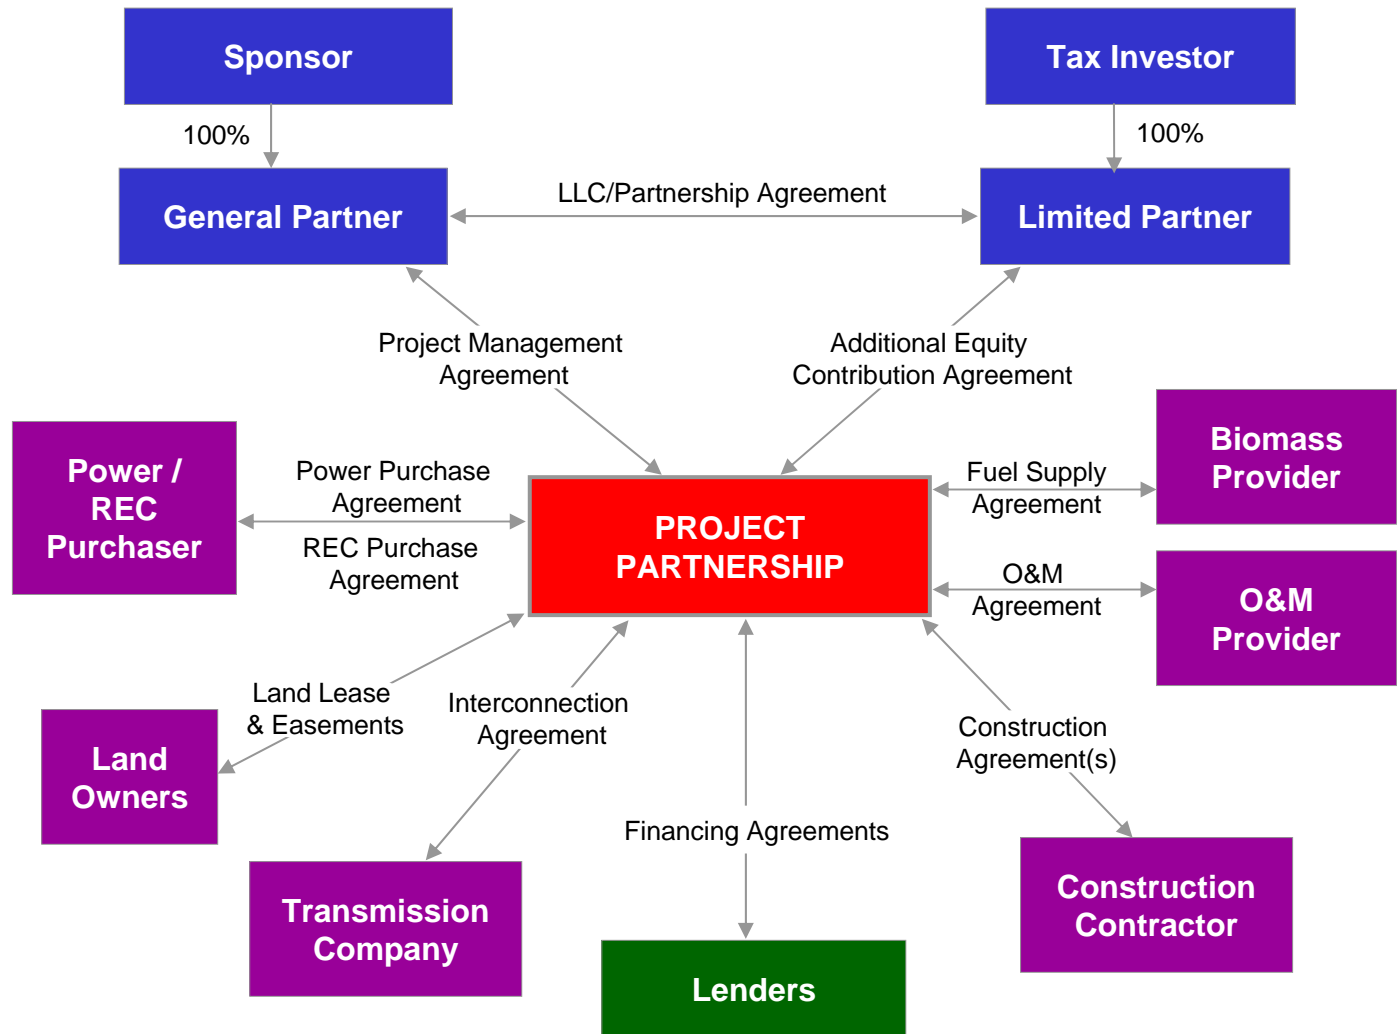 Sponsor
Tax Investor
100%
100%
General Partner
LLC/Partnership Agreement
Limited Partner
Project Management
Agreement
Additional Equity
Contribution Agreement
Power /
REC
Purchaser
Power Purchase
Agreement
REC Purchase
Agreement
PROJECT
PARTNERSHIP
Fuel Supply
Agreement
Biomass
Provider
O&M
Agreement
O&M
Provider
Land Lease
& Easements
Land
Owners
Interconnection
Agreement
Transmission
Company
Financing Agreements
Lenders
Construction
Agreement(s)
Construction
Contractor